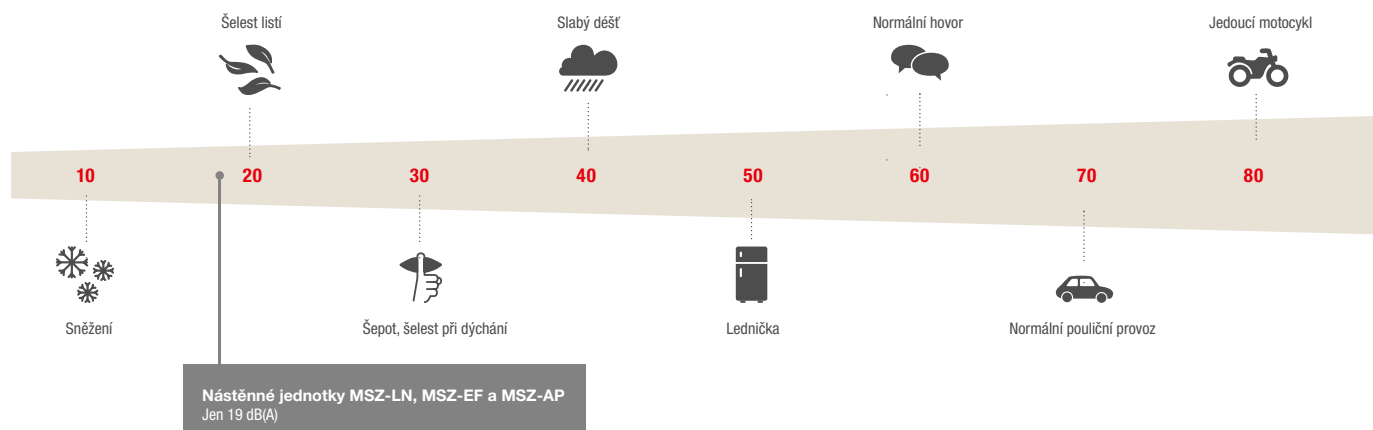 Šelest listí
Slabý déšť
Normální hovor
Jedoucí motocykl
10
20
30
40
50
60
70
80
Sněžení
Šepot, šelest při dýchání
Lednička
Normální pouliční provoz
Nástěnné jednotky MSZ-LN, MSZ-EF a MSZ-AP
Jen 19 dB(A)